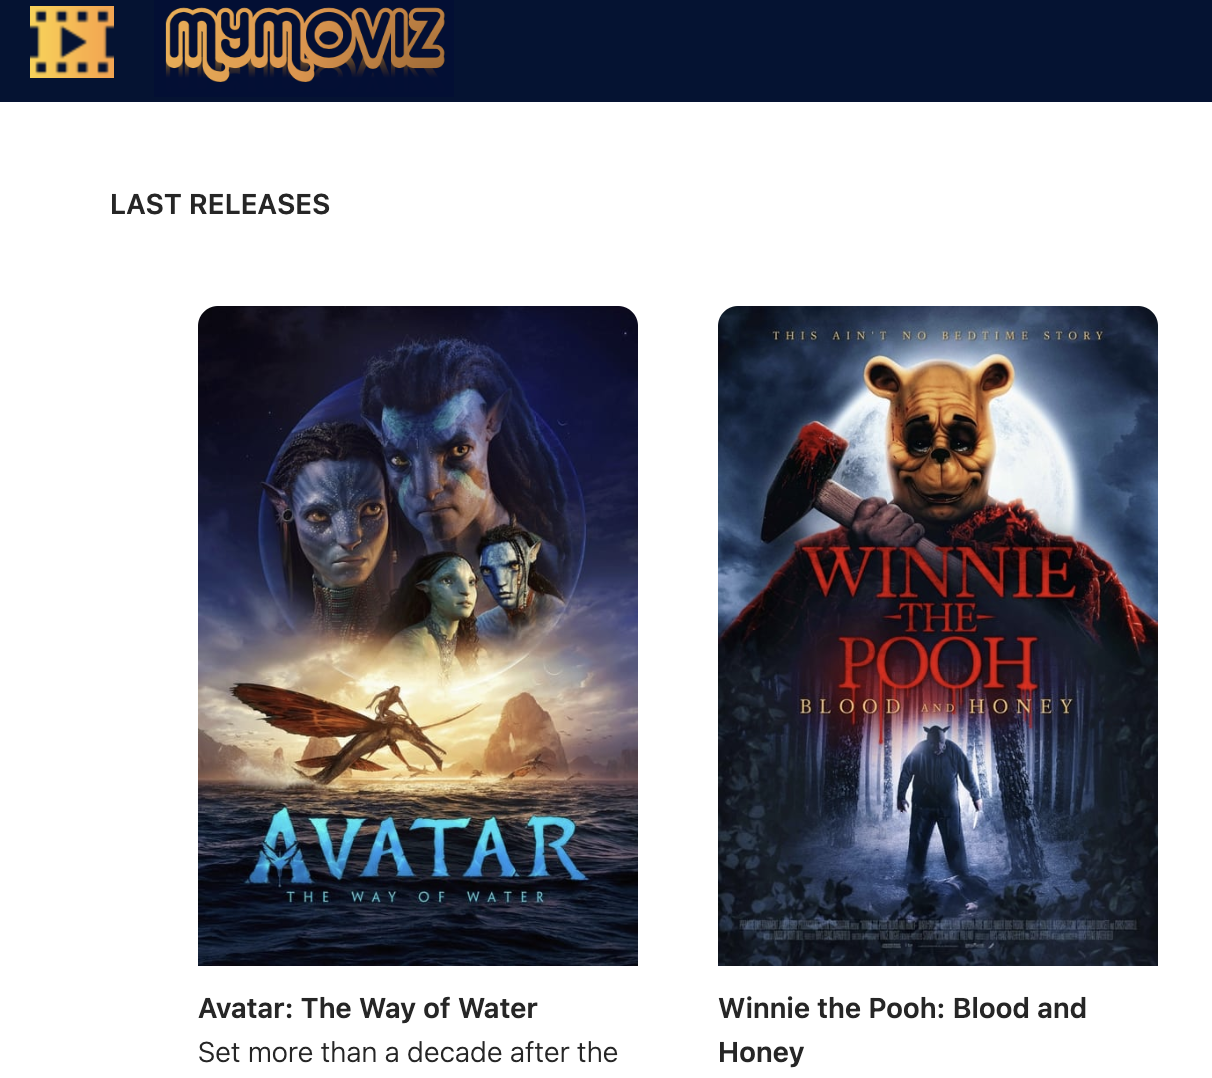 mymoviz
LAST RELEASES
AVATAR
THE WAY OF WATER
THIS AIN'T NO BEDTIME STORY
WINNIE
-THE-
POOH
BLOOD AND HONEY
Avatar: The Way of Water
Set more than a decade after the
Winnie the Pooh: Blood and
Honey